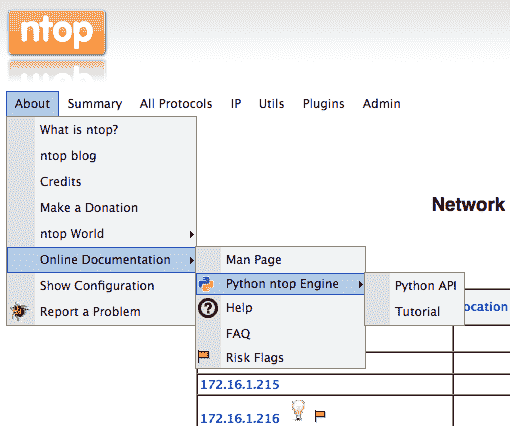 ntop
About Summary All Protocols IP Utils Plugins Admin
What is ntop?
ntop blog
Credits
Make a Donation
ntop World
Online Documentation
Show Configuration
Report a Problem
Man Page
Python ntop Engine
Help
FAQ
Risk Flags
Python API
Tutorial
Network
ocation
172.16.1.215
172.16.1.216